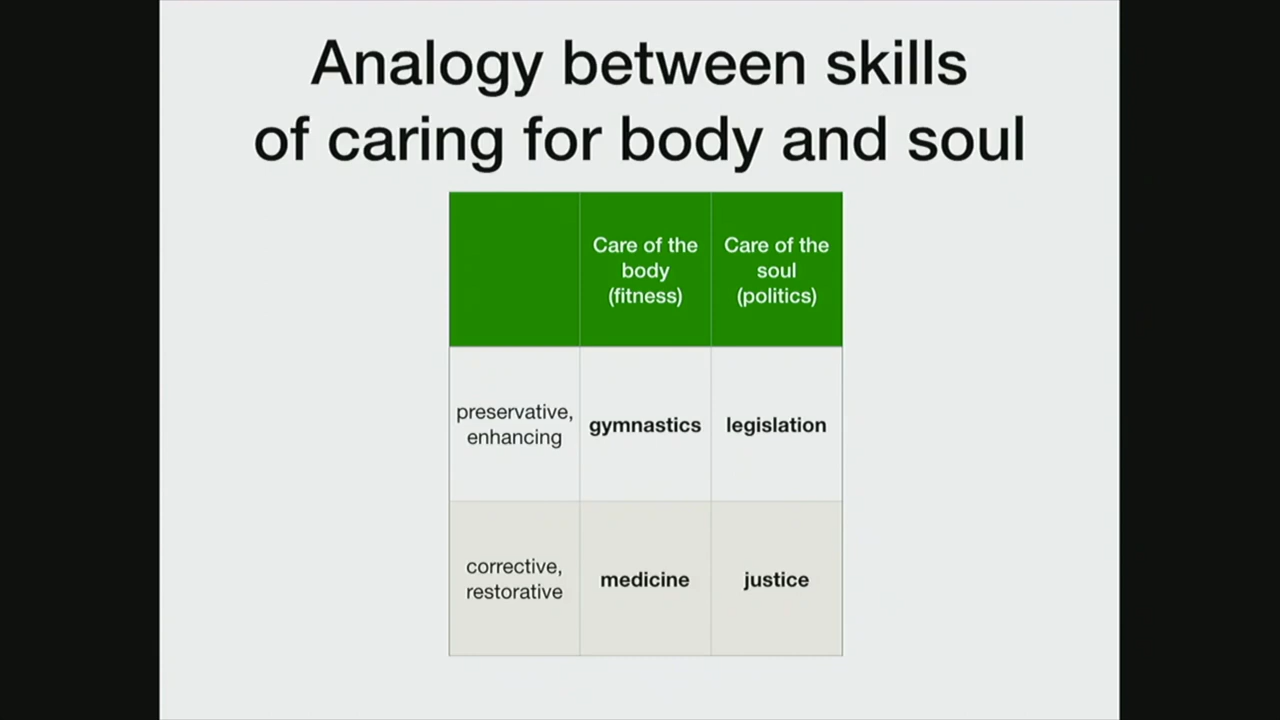 Analogy between skills
of caring for body and soul
Care of the
body
(fitness)
Care of the
soul
(politics)
preservative,
enhancing
gymnastics
legislation
corrective,
restorative
medicine
justice